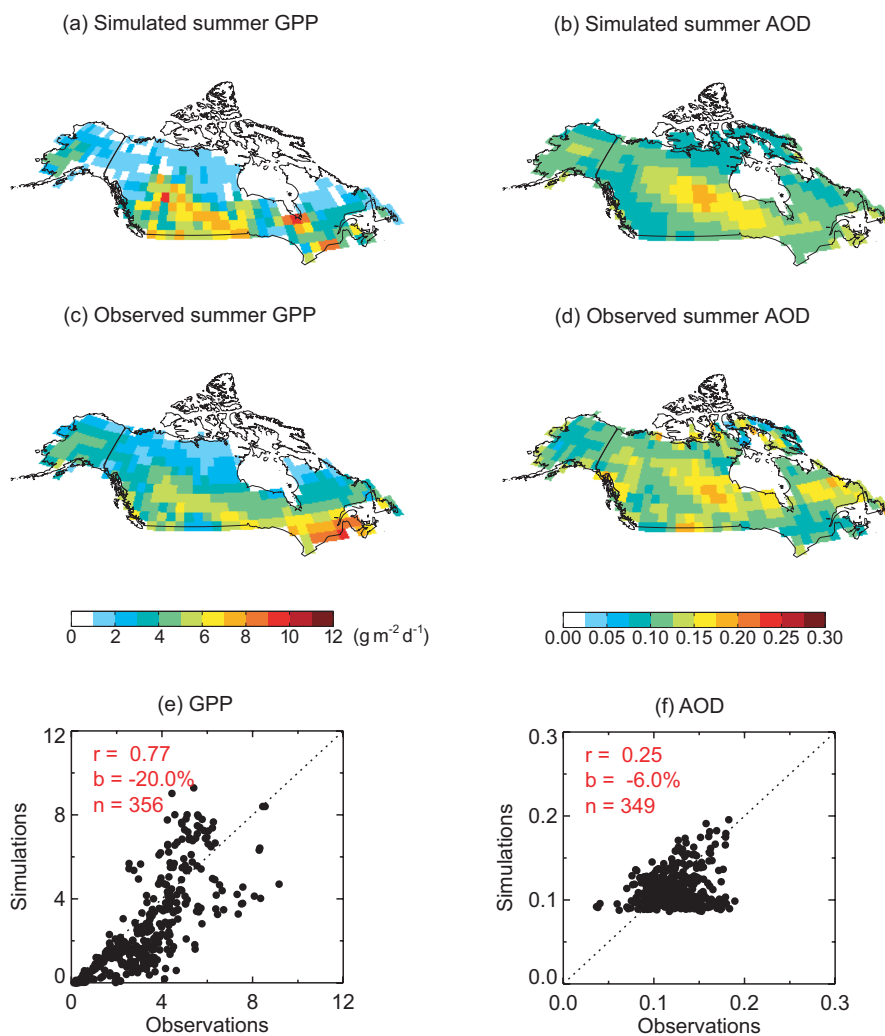 (a) Simulated summer GPP
(b) Simulated summer AOD
(c) Observed summer GPP
(d) Observed summer AOD
0 2 4 6 8 10 12 (g m⁻² d⁻¹)
0.00 0.05 0.10 0.15 0.20 0.25 0.30
(e) GPP
12
8
4
0
r = 0.77
b = -20.0%
n = 356
Simulations
0 4 8 12
Observations
(f) AOD
0.3
0.2
0.1
0.0
r = 0.25
b = -6.0%
n = 349
Simulations
0.0 0.1 0.2 0.3
Observations